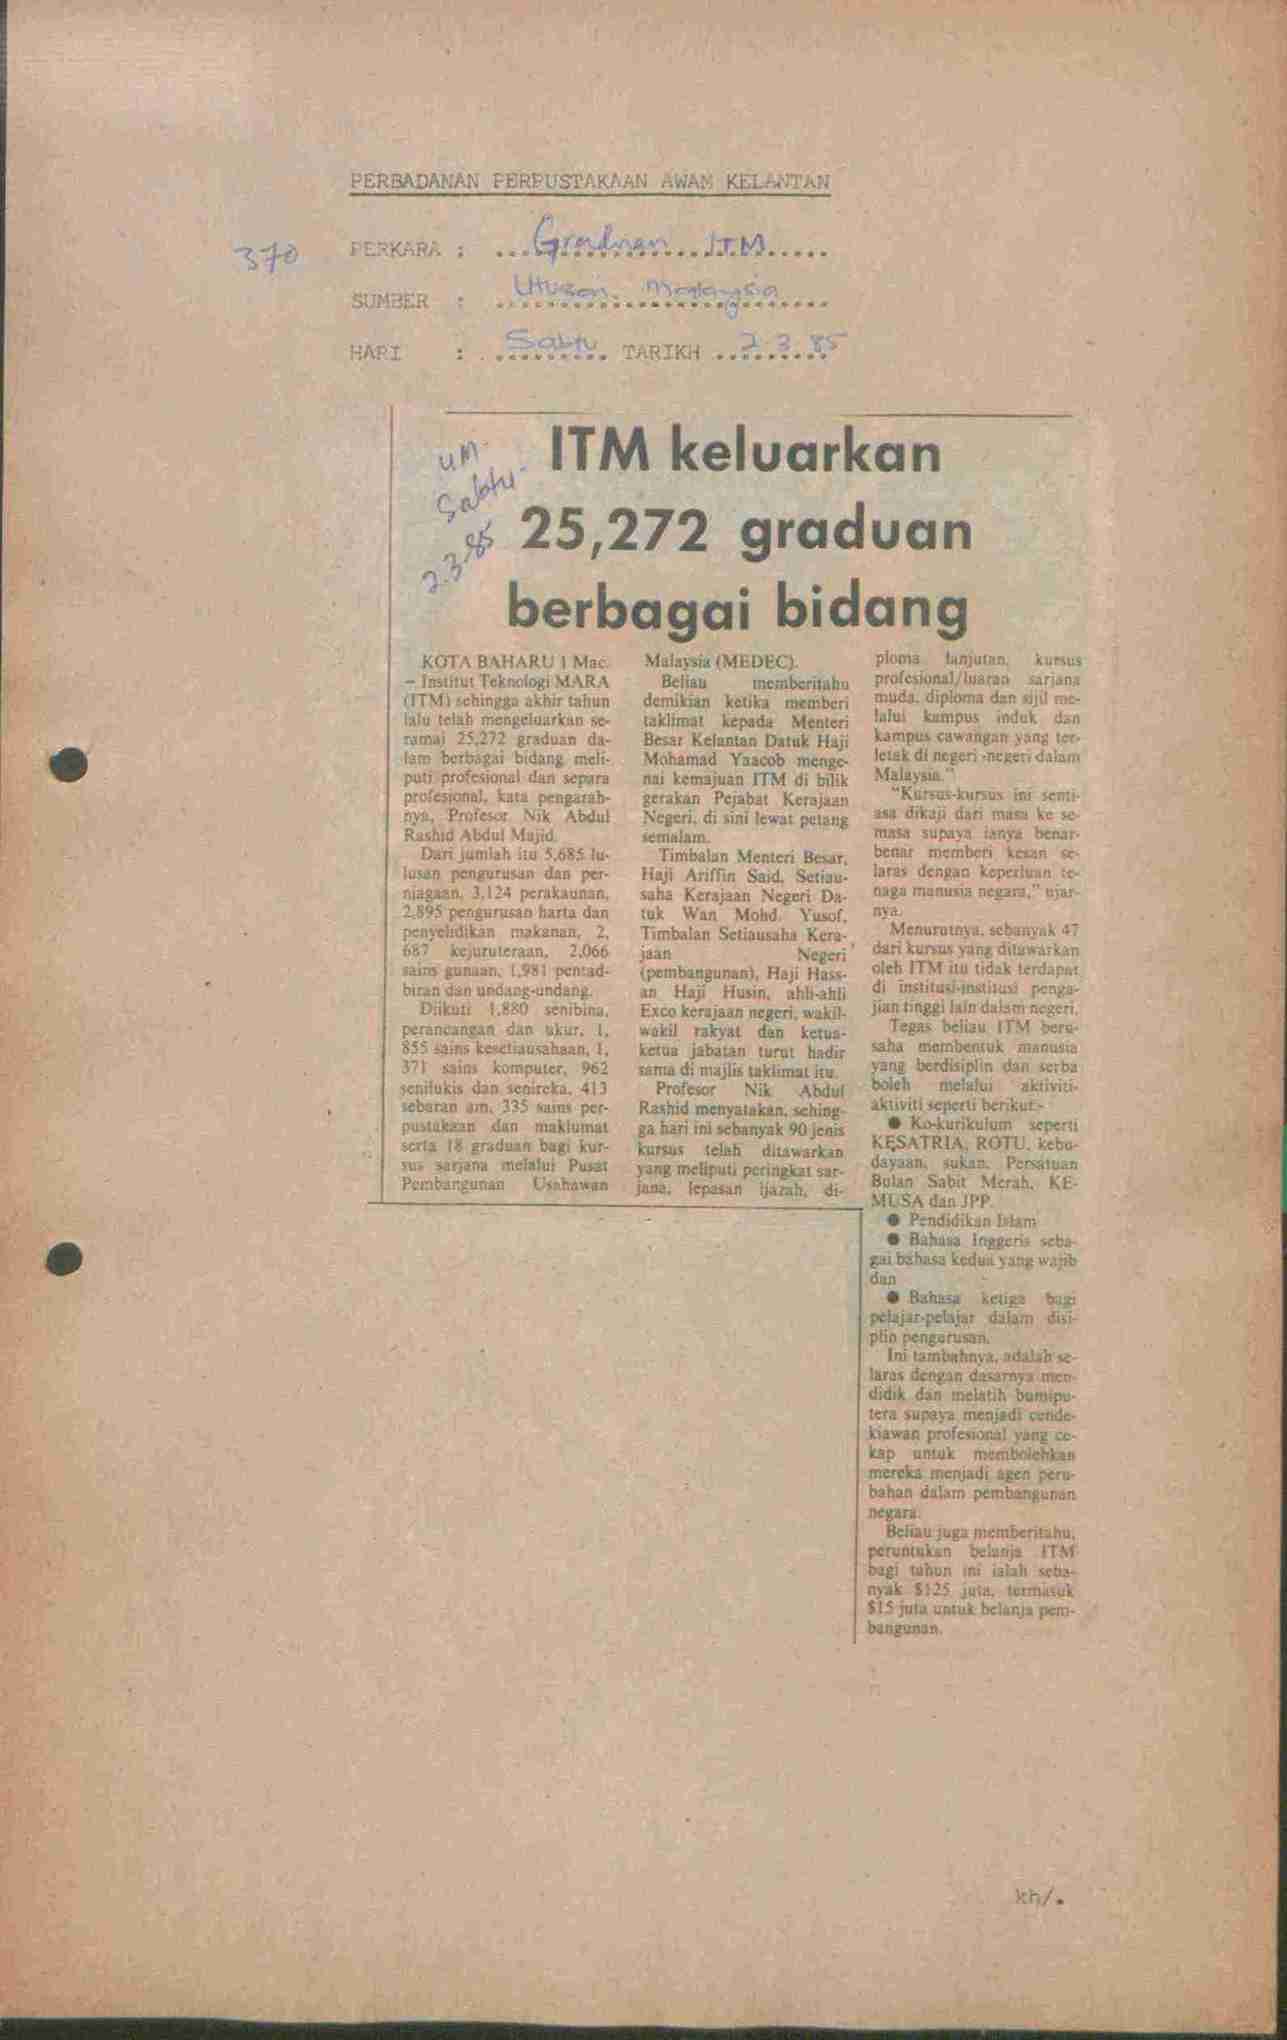 PERBADANAN PERPUSTAKAAN AWAM KELANTAN
370
PERKARA : Graduan ITM
SUMBER : Utusan Malaysia
HARI : Sabtu TARIKH 2.3.85
UM.
Sabtu
2.3.85
ITM keluarkan
25,272 graduan
berbagai bidang
KOTA BAHARU 1 Mac.
– Institut Teknologi MARA
(ITM) sehingga akhir tahun
lalu telah mengeluarkan se-
ramai 25,272 graduan da-
lam berbagai bidang meli-
puti profesional dan separa
profesional, kata pengarah-
nya, Profesor Nik Abdul
Rashid Abdul Majid.
Dari jumlah itu 5,685 lu-
lusan pengurusan dan per-
niagaan, 3,124 perakaunan,
2,895 pengurusan harta dan
penyelidikan makanan, 2,
687 kejuruteraan, 2,066
sains gunaan, 1,981 pentad-
biran dan undang-undang.
Diikuti 1,880 senibina,
perancangan dan ukur, 1,
855 sains kesetiausahaan, 1,
371 sains komputer, 962
senilukis dan senireka, 413
sebaran am, 335 sains per-
pustakaan dan maklumat
serta 18 graduan bagi kur-
sus sarjana melalui Pusat
Pembangunan Usahawan
Malaysia (MEDEC).
Beliau memberitahu
demikian ketika memberi
taklimat kepada Menteri
Besar Kelantan Datuk Haji
Mohamad Yaacob menge-
nai kemajuan ITM di bilik
gerakan Pejabat Kerajaan
Negeri, di sini lewat petang
semalam.
Timbalan Menteri Besar,
Haji Ariffin Said, Setiau-
saha Kerajaan Negeri Da-
tuk Wan Mohd. Yusof,
Timbalan Setiausaha Kera-
jaan Negeri
(pembangunan), Haji Hass-
an Haji Husin, ahli-ahli
Exco kerajaan negeri, wakil-
wakil rakyat dan ketua-
ketua jabatan turut hadir
sama di majlis taklimat itu.
Profesor Nik Abdul
Rashid menyatakan, sehing-
ga hari ini sebanyak 90 jenis
kursus telah ditawarkan
yang meliputi peringkat sar-
jana, lepasan ijazah, di-
ploma lanjutan, kursus
profesional/luaran sarjana
muda, diploma dan sijil me-
lalui kampus induk dan
kampus cawangan yang ter-
letak di negeri -negeri dalam
Malaysia."
"Kursus-kursus ini senti-
asa dikaji dari masa ke se-
masa supaya ianya benar-
benar memberi kesan se-
laras dengan keperluan te-
naga manusia negara," ujar-
nya.
Menurutnya, sebanyak 47
dari kursus yang ditawarkan
oleh ITM itu tidak terdapat
di institusi-institusi penga-
jian tinggi lain dalam negeri.
Tegas beliau ITM beru-
saha membentuk manusia
yang berdisiplin dan serba
boleh melalui aktiviti-
aktiviti seperti berikut:-
● Ko-kurikulum seperti
KESATRIA, ROTU, kebu-
dayaan, sukan, Persatuan
Bulan Sabit Merah, KE-
MUSA dan JPP.
● Pendidikan Islam
● Bahasa Inggeris seba-
gai bahasa kedua yang wajib
dan
● Bahasa ketiga bagi
pelajar-pelajar dalam disi-
plin pengurusan.
Ini tambahnya, adalah se-
laras dengan dasarnya men-
didik dan melatih bumipu-
tera supaya menjadi cende-
kiawan profesional yang ce-
kap untuk membolehkan
mereka menjadi agen peru-
bahan dalam pembangunan
negara.
Beliau juga memberitahu,
peruntukan belanja ITM
bagi tahun ini ialah seba-
nyak $125 juta, termasuk
$15 juta untuk belanja pem-
bangunan.
kh/.